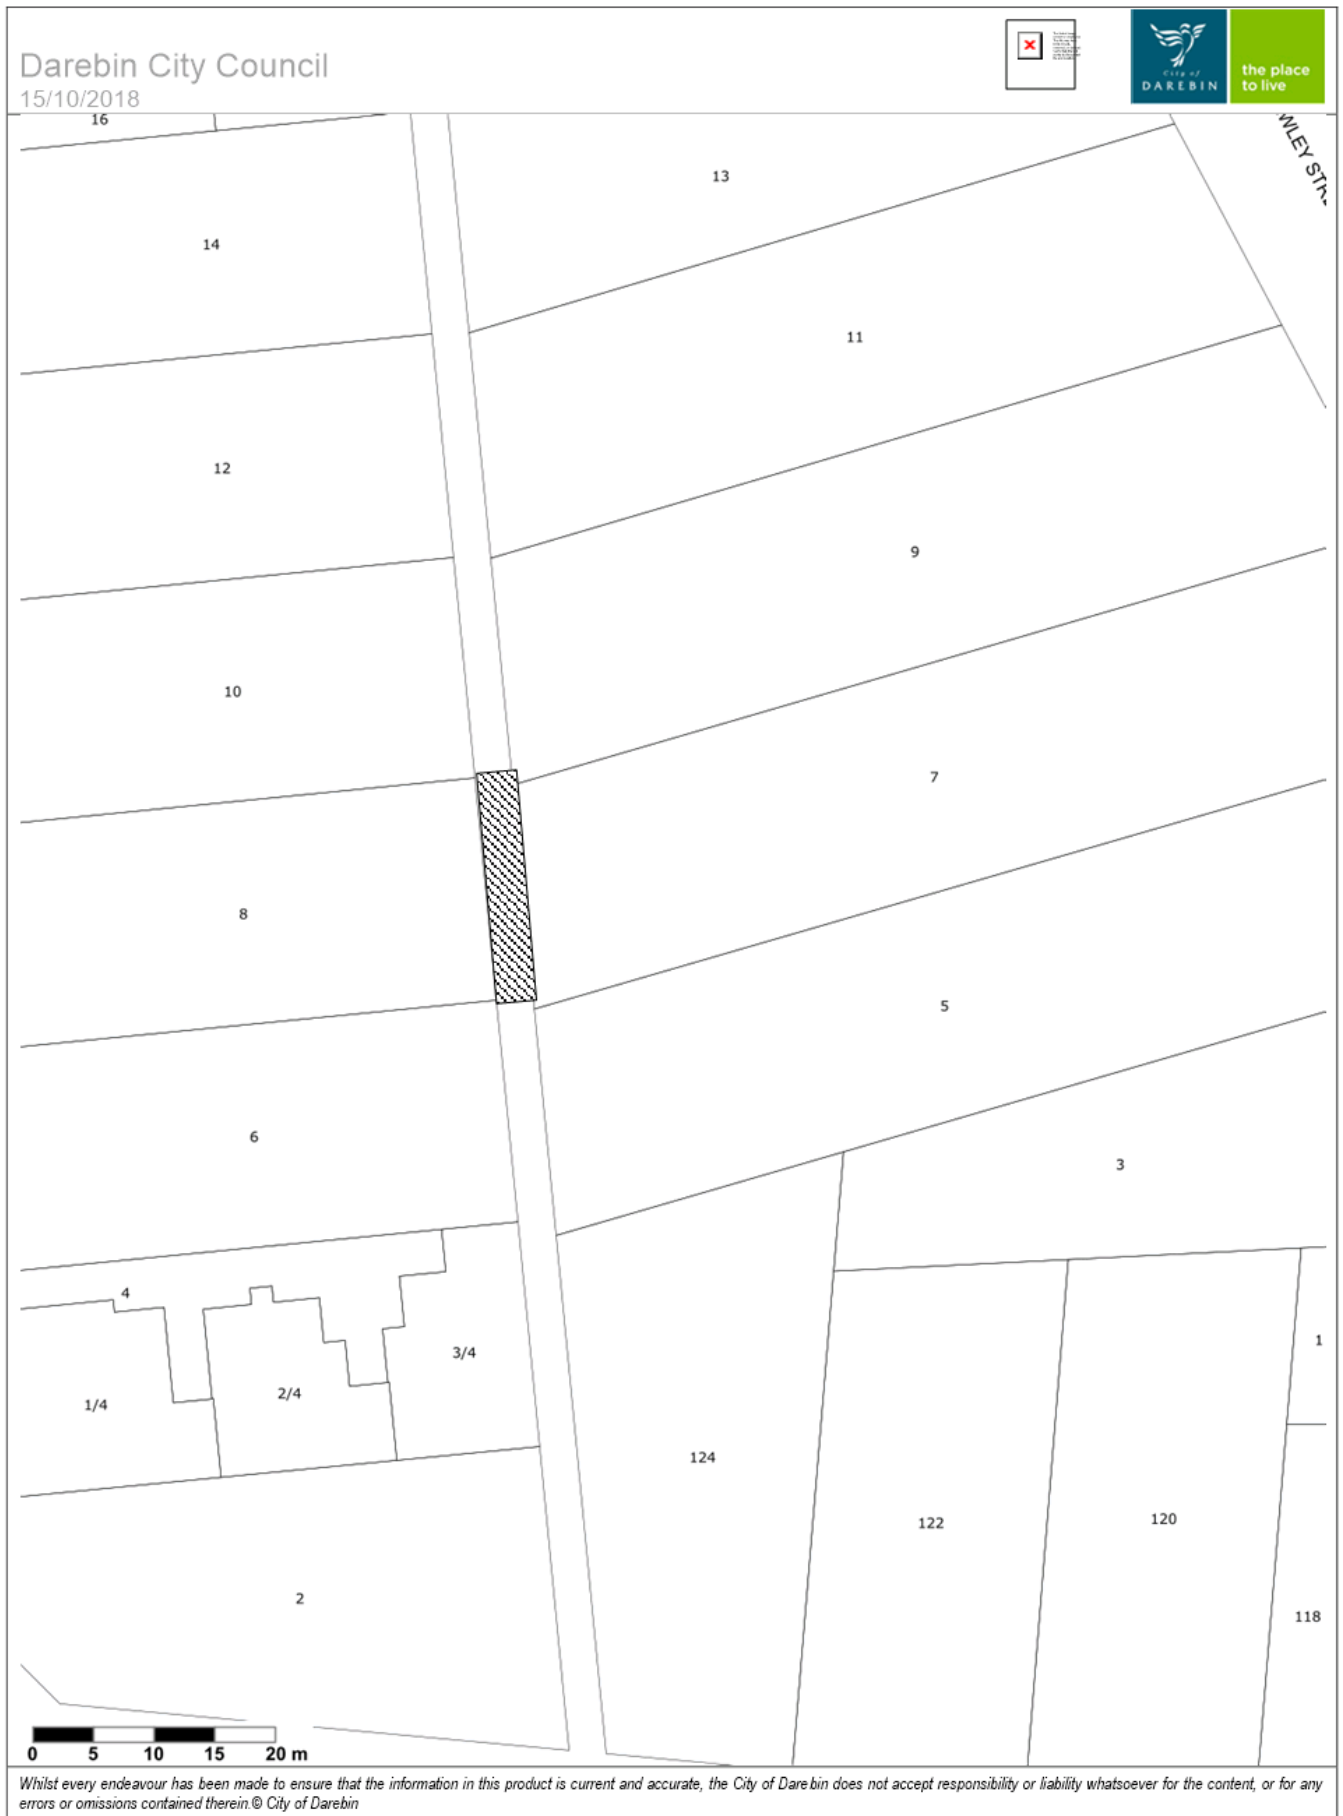 Darebin City Council
15/10/2018
City of
DAREBIN
the place
to live
16
13
14
11
12
9
10
7
8
5
6
3
4
3/4
1
2/4
1/4
124
122
120
2
118
0 5 10 15 20 m
Whilst every endeavour has been made to ensure that the information in this product is current and accurate, the City of Darebin does not accept responsibility or liability whatsoever for the content, or for any
errors or omissions contained therein.© City of Darebin